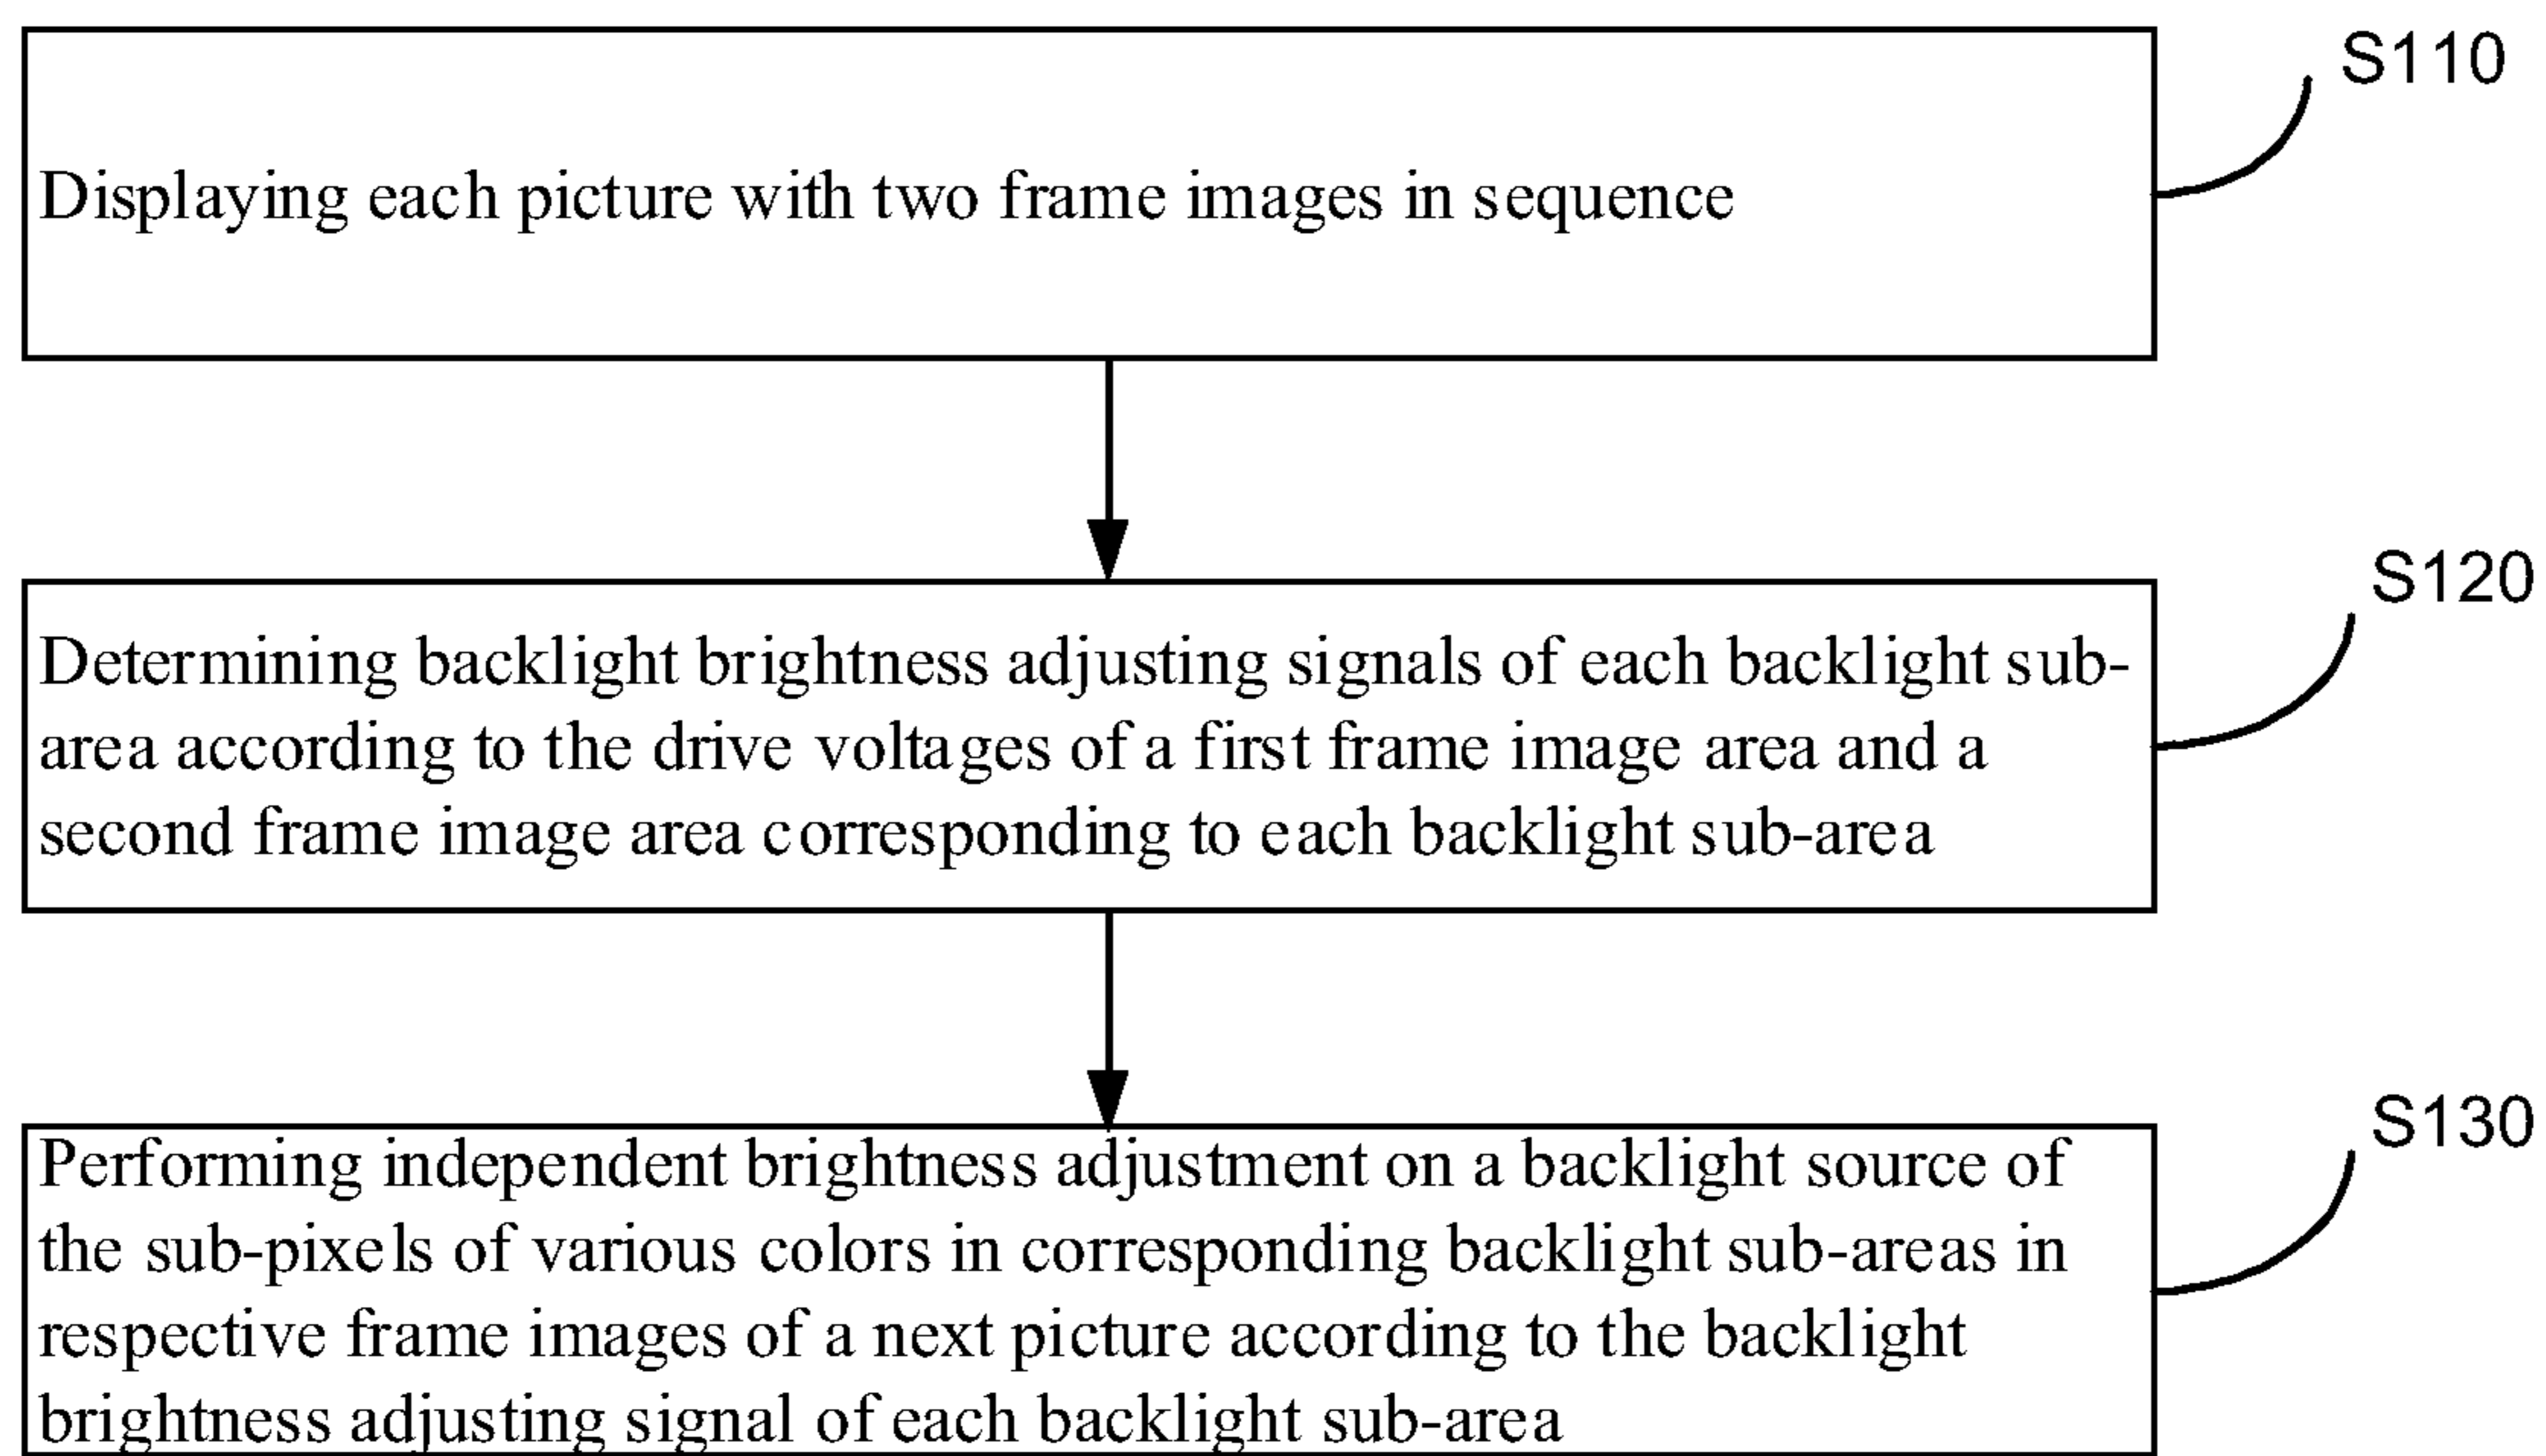 S110
Displaying each picture with two frame images in sequence
S120
Determining backlight brightness adjusting signals of each backlight sub-
area according to the drive voltages of a first frame image area and a
second frame image area corresponding to each backlight sub-area
S130
Performing independent brightness adjustment on a backlight source of
the sub-pixels of various colors in corresponding backlight sub-areas in
respective frame images of a next picture according to the backlight
brightness adjusting signal of each backlight sub-area